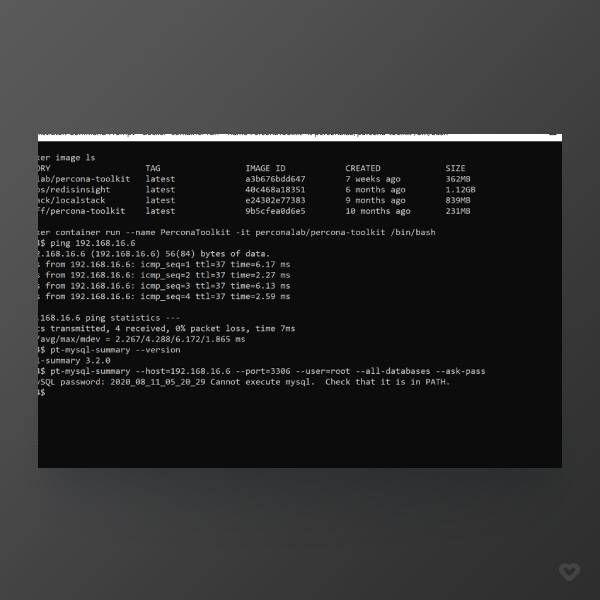 ker image ls
ORY TAG IMAGE ID CREATED SIZE
lab/percona-toolkit latest a3b676bdd647 7 weeks ago 362MB
bs/redisinsight latest 40c468a18351 6 months ago 1.12GB
ack/localstack latest e24302e77383 9 months ago 839MB
ff/percona-toolkit latest 9b5cfea0d6e5 10 months ago 231MB
ker container run --name PerconaToolkit -it perconalab/percona-toolkit /bin/bash
4$ ping 192.168.16.6
2.168.16.6 (192.168.16.6) 56(84) bytes of data.
s from 192.168.16.6: icmp_seq=1 ttl=37 time=6.17 ms
s from 192.168.16.6: icmp_seq=2 ttl=37 time=2.27 ms
s from 192.168.16.6: icmp_seq=3 ttl=37 time=6.13 ms
s from 192.168.16.6: icmp_seq=4 ttl=37 time=2.59 ms
.168.16.6 ping statistics ---
ts transmitted, 4 received, 0% packet loss, time 7ms
/avg/max/mdev = 2.267/4.288/6.172/1.865 ms
4$ pt-mysql-summary --version
l-summary 3.2.0
4$ pt-mysql-summary --host=192.168.16.6 --port=3306 --user=root --all-databases --ask-pass
ySQL password: 2020_08_11_05_20_29 Cannot execute mysql. Check that it is in PATH.
4$